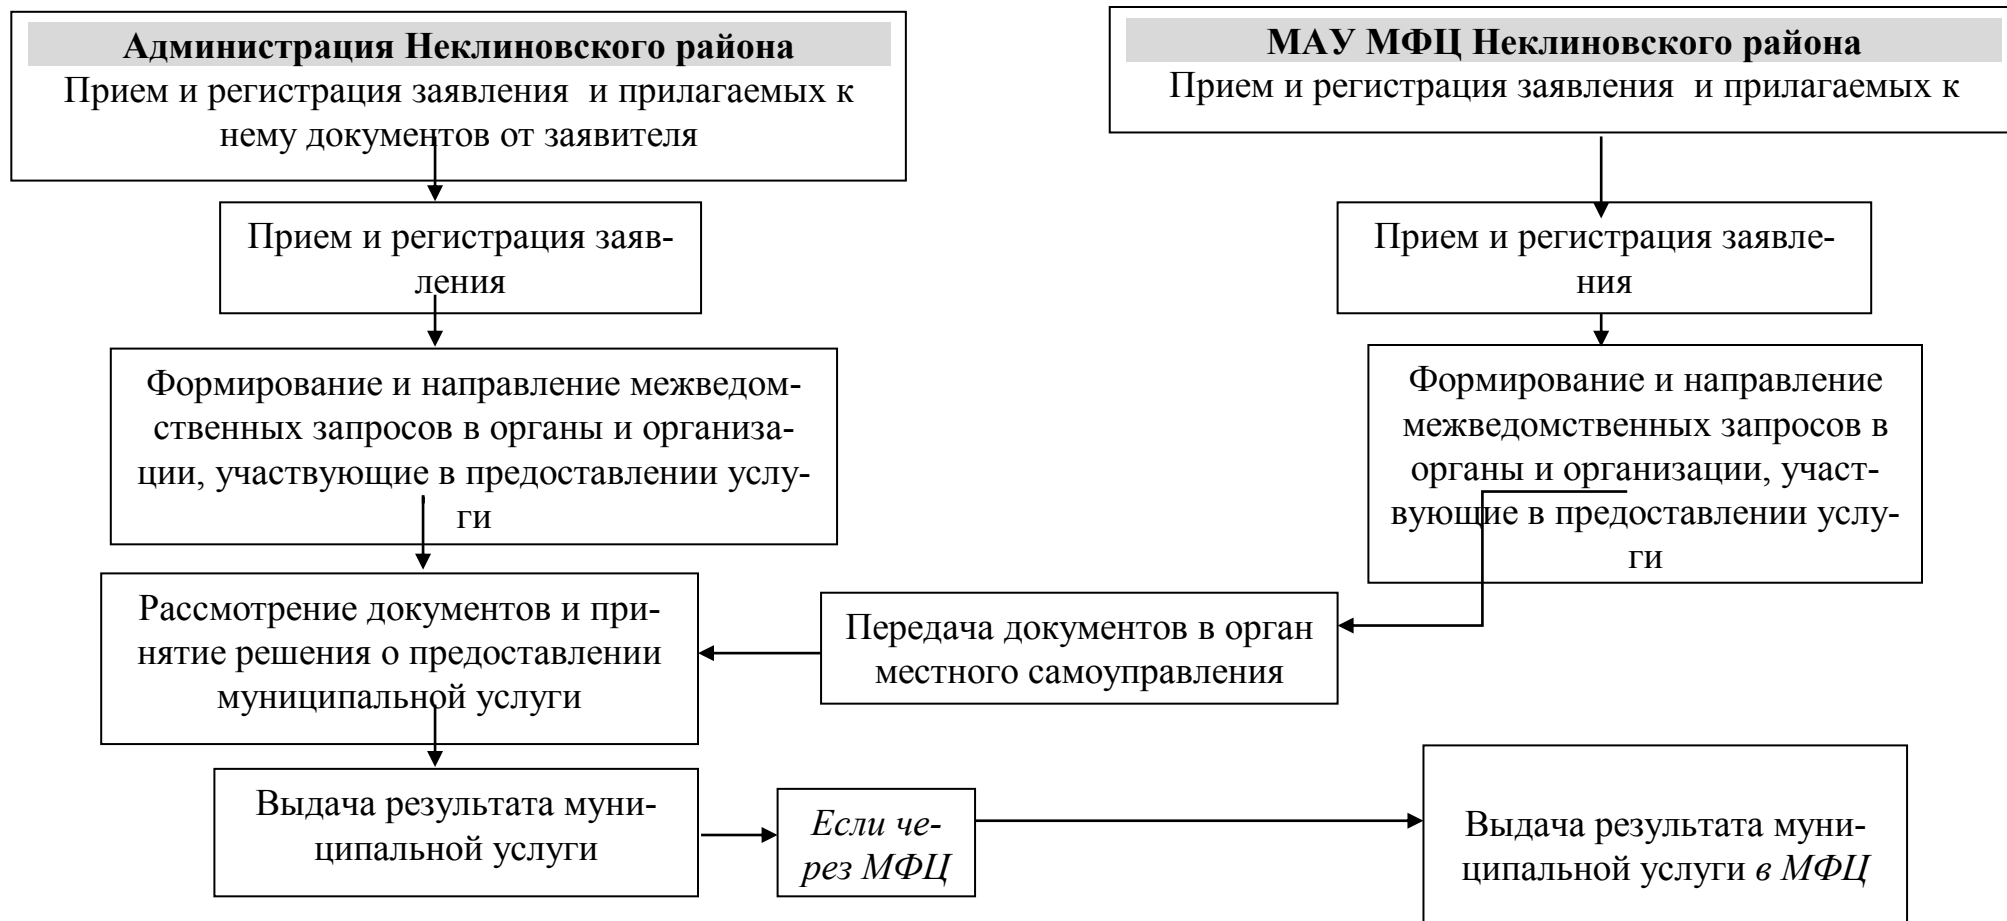 Администрация Неклиновского района
Прием и регистрация заявления  и прилагаемых к
нему документов от заявителя
МАУ МФЦ Неклиновского района
Прием и регистрация заявления  и прилагаемых к
Прием и регистрация заяв-
ления
Прием и регистрация заявле-
ния
Формирование и направление межведом-
ственных запросов в органы и организа-
ции, участвующие в предоставлении услу-
ги
Формирование и направление
межведомственных запросов в
органы и организации, участ-
вующие в предоставлении услу-
ги
Рассмотрение документов и при-
нятие решения о предоставлении
муниципальной услуги
Передача документов в орган
местного самоуправления
Выдача результата муни-
ципальной услуги
Если че-
рез МФЦ
Выдача результата муни-
ципальной услуги в МФЦ